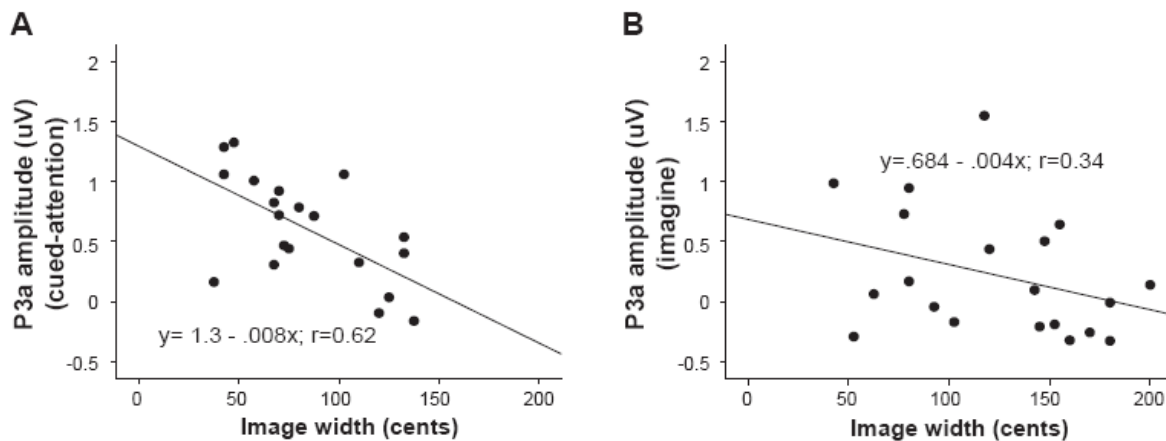 A
P3a amplitude (uV)
(cued-attention)
2
1.5
1
0.5
0
-0.5
y= 1.3 - .008x; r=0.62
0 50 100 150 200
Image width (cents)
B
P3a amplitude (uV)
(imagine)
2
1.5
1
0.5
0
-0.5
y=.684 - .004x; r=0.34
0 50 100 150 200
Image width (cents)